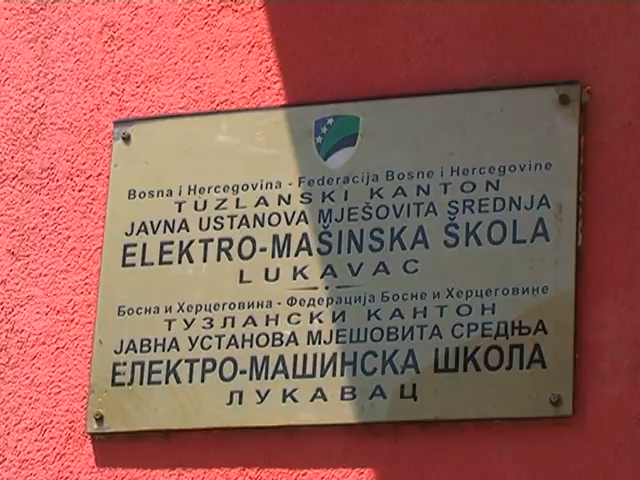 Bosna i Hercegovina - Federacija Bosne i Hercegovine
TUZLANSKI KANTON
JAVNA USTANOVA MJEŠOVITA SREDNJA
ELEKTRO-MAŠINSKA ŠKOLA
LUKAVAC
Босна и Херцеговина - Федерација Босне и Херцеговине
ТУЗЛАНСКИ КАНТОН
ЈАВНА УСТАНОВА МЈЕШОВИТА СРЕДЊА
ЕЛЕКТРО-МАШИНСКА ШКОЛА
ЛУКАВАЦ